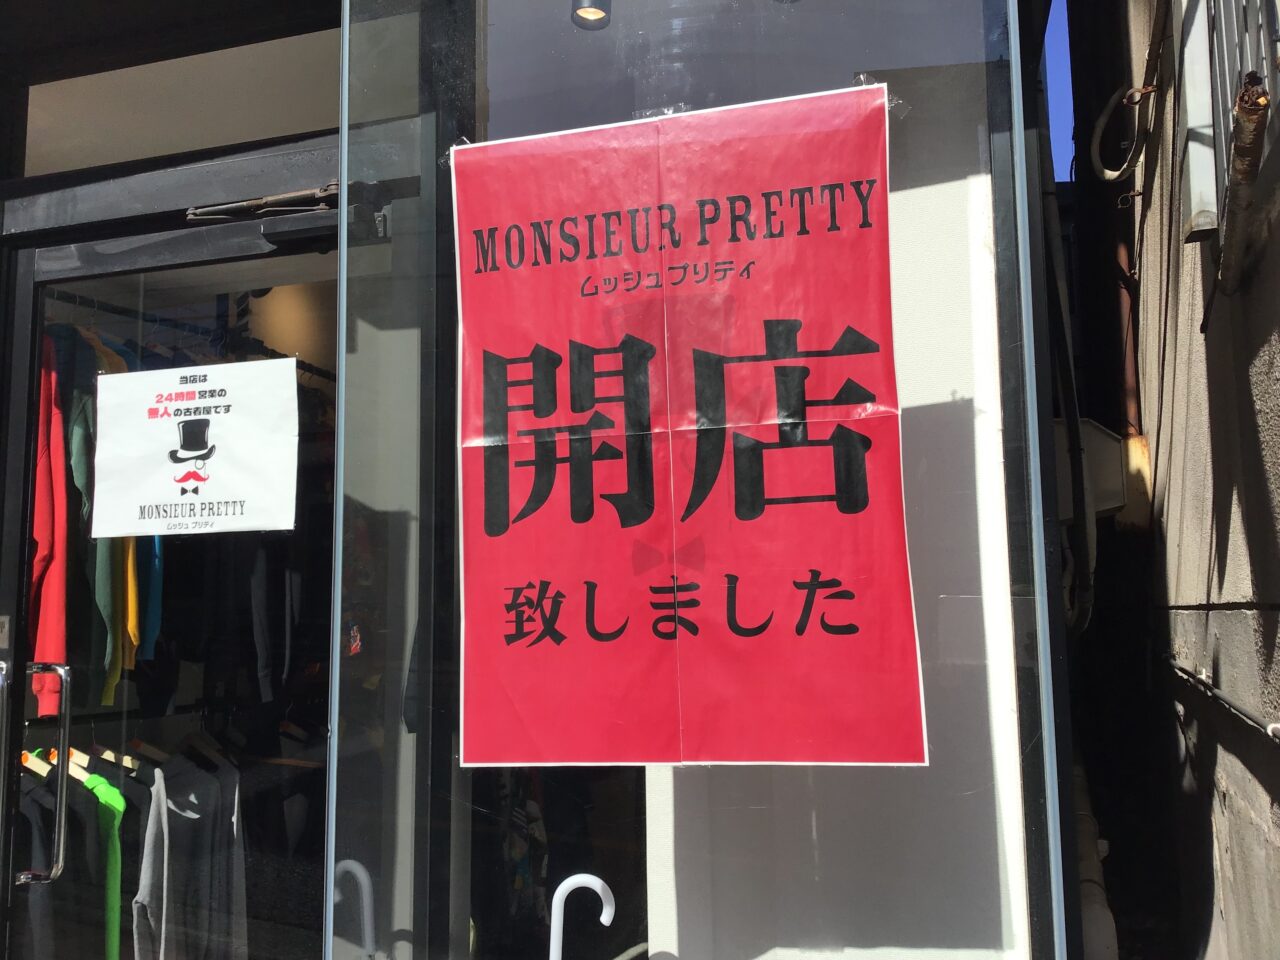 MONSIEUR PRETTY
ムッシュプリティ
開店
致しました
当店は
24時間営業の
無人の古着屋です
MONSIEUR PRETTY
ムッシュ プリティ